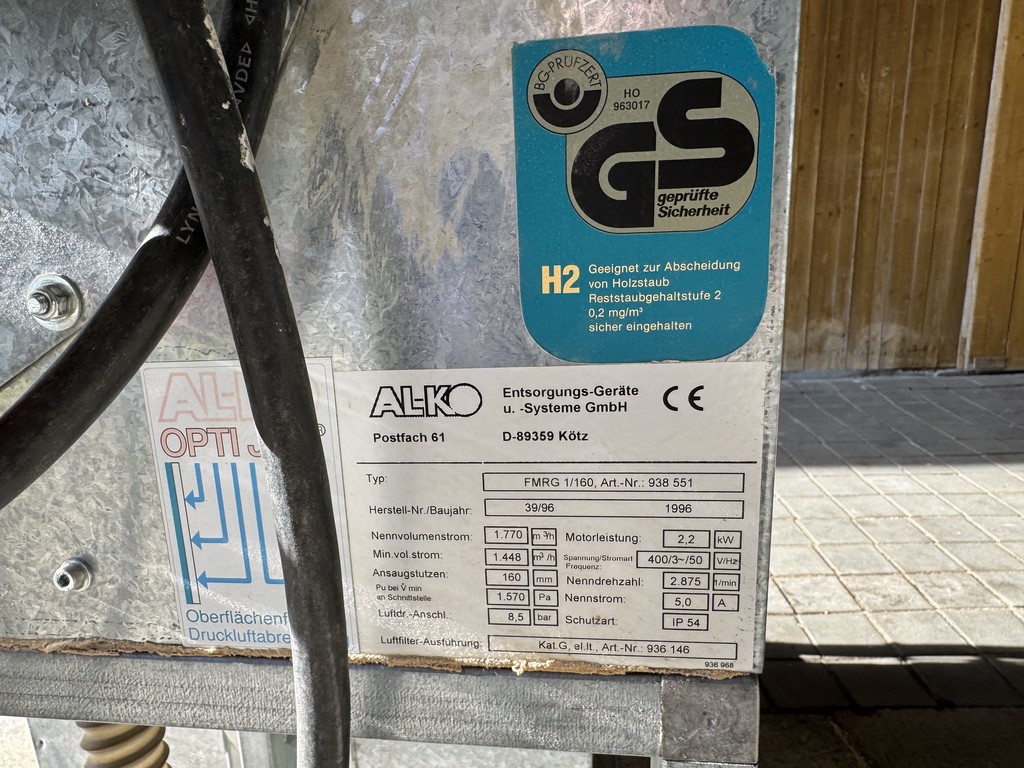 ◁VDE▷ ◁H
LYN
BG-PRÜFZERT
HO
963017
GS
geprüfte
Sicherheit
H2
Geeignet zur Abscheidung
von Holzstaub
Reststaubgehaltstufe 2
0,2 mg/m³
sicher eingehalten
AL-K
OPTI J ®
Oberflächenf
Druckluftabre
AL-KO Entsorgungs-Geräte
u. -Systeme GmbH CE
Postfach 61 D-89359 Kötz
Typ: FMRG 1/160, Art.-Nr.: 938 551
Herstell-Nr./Baujahr: 39/96 1996
Nennvolumenstrom: 1.770 m³/h Motorleistung: 2,2 kW
Min.vol.strom: 1.448 m³/h Spannung/Stromart
Frequenz: 400/3~/50 V/Hz
Ansaugstutzen: 160 mm Nenndrehzahl: 2.875 1/min
Pu bei V̇ min
an Schnittstelle 1.570 Pa Nennstrom: 5,0 A
Luftdr.-Anschl. 8,5 bar Schutzart: IP 54
Luftfilter-Ausführung: Kat.G, el.lt., Art.-Nr.: 936 146
936 968